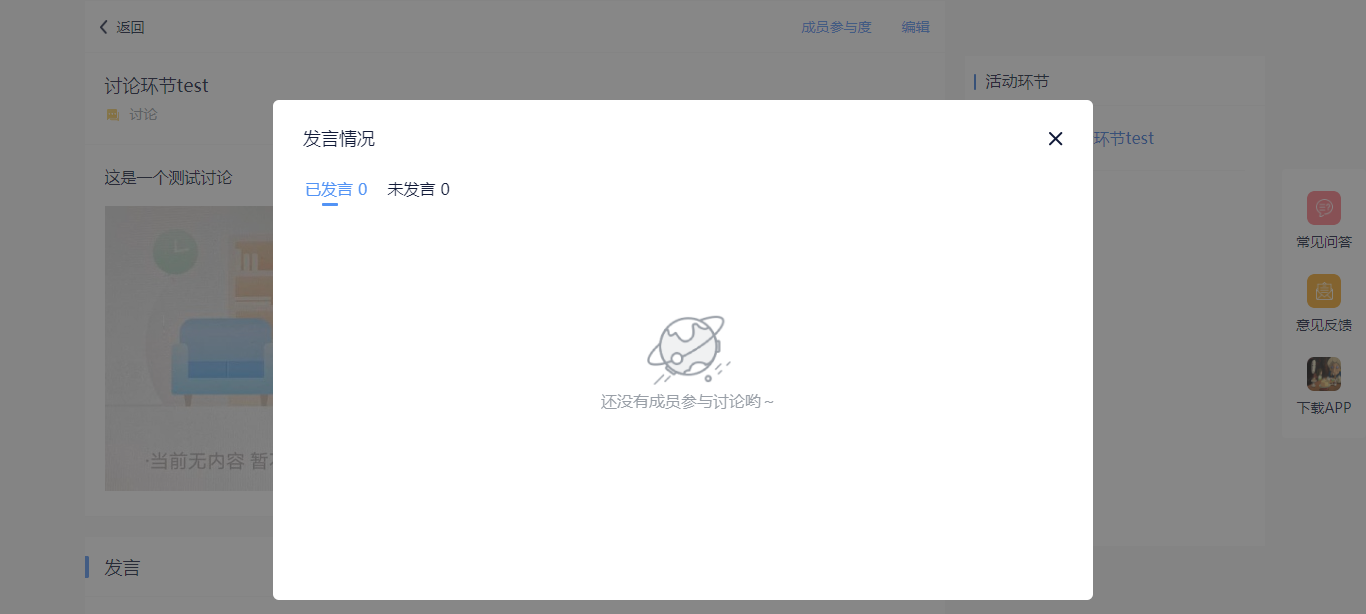 返回
成员参与度
编辑
讨论环节test
讨论
这是一个测试讨论
·当前无内容 暂
发言
活动环节
环节test
发言情况
已发言 0
未发言 0
还没有成员参与讨论哟~
常见问答
意见反馈
下载APP